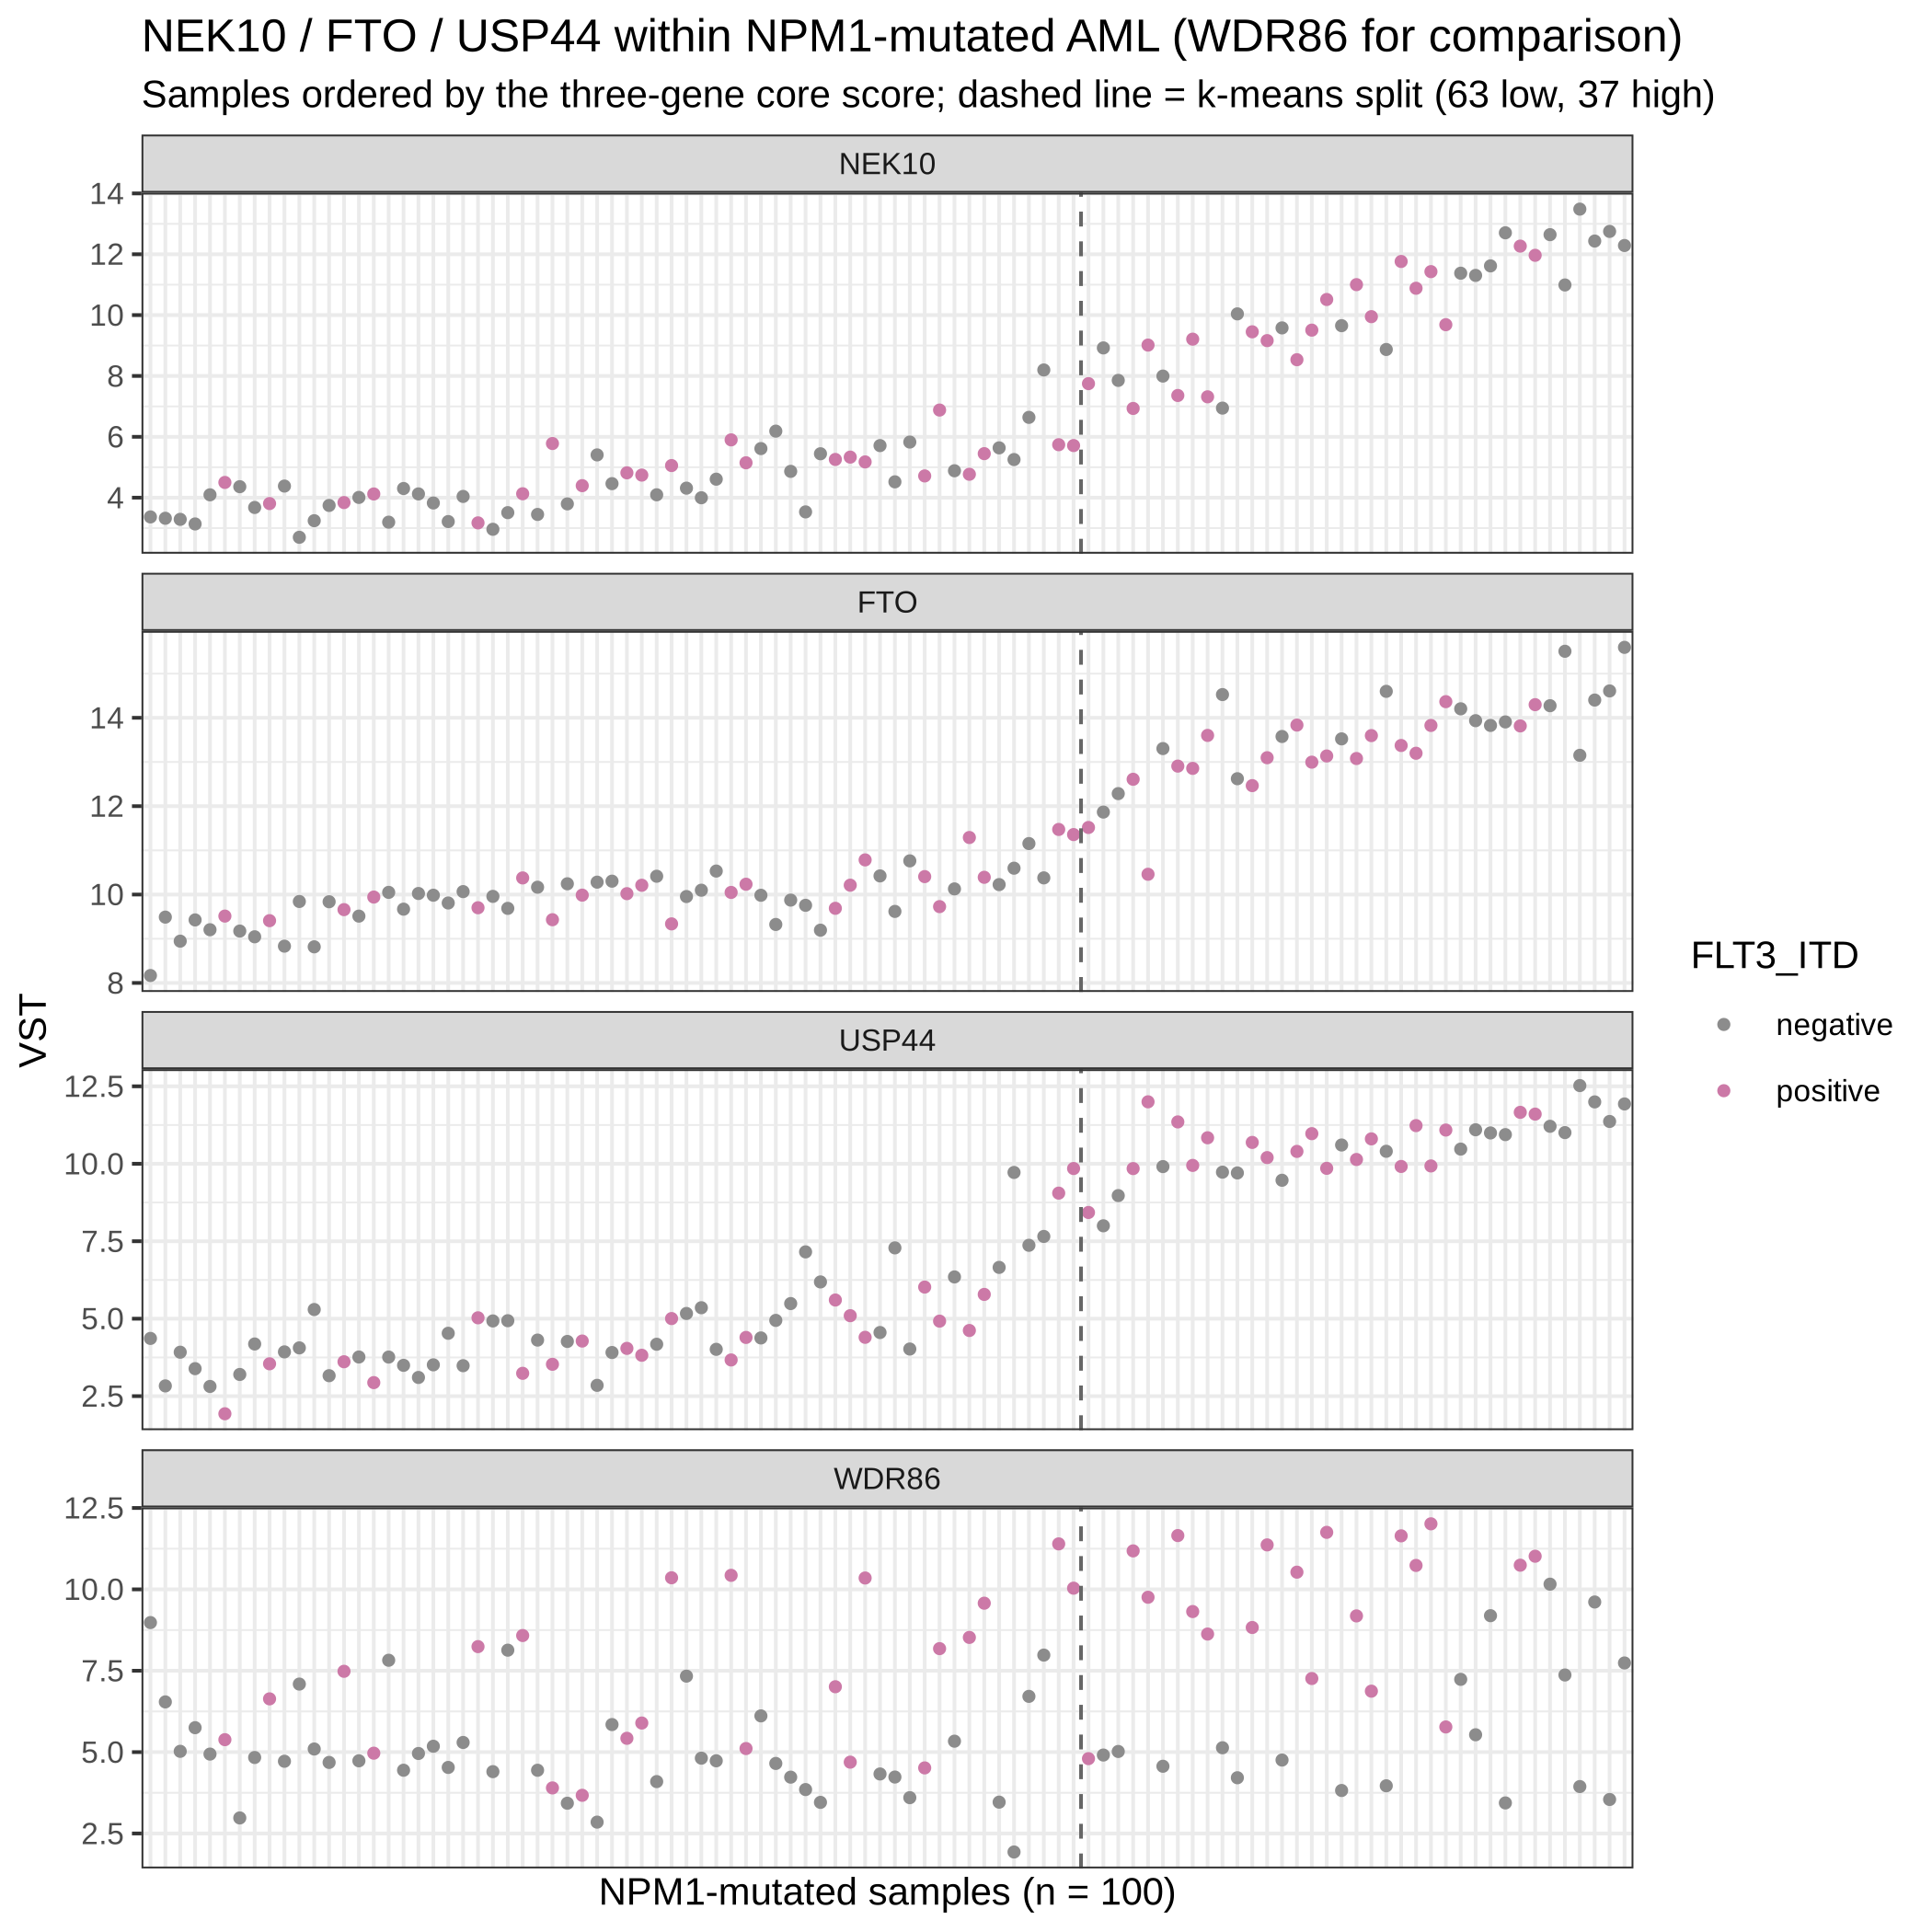 NEK10 / FTO / USP44 within NPM1-mutated AML (WDR86 for comparison)
Samples ordered by the three-gene core score; dashed line = k-means split (63 low, 37 high)
NEK10
14
12
10
8
6
4
FTO
14
12
10
8
USP44
12.5
10.0
7.5
5.0
2.5
WDR86
12.5
10.0
7.5
5.0
2.5
VST
NPM1-mutated samples (n = 100)
FLT3_ITD
negative
positive